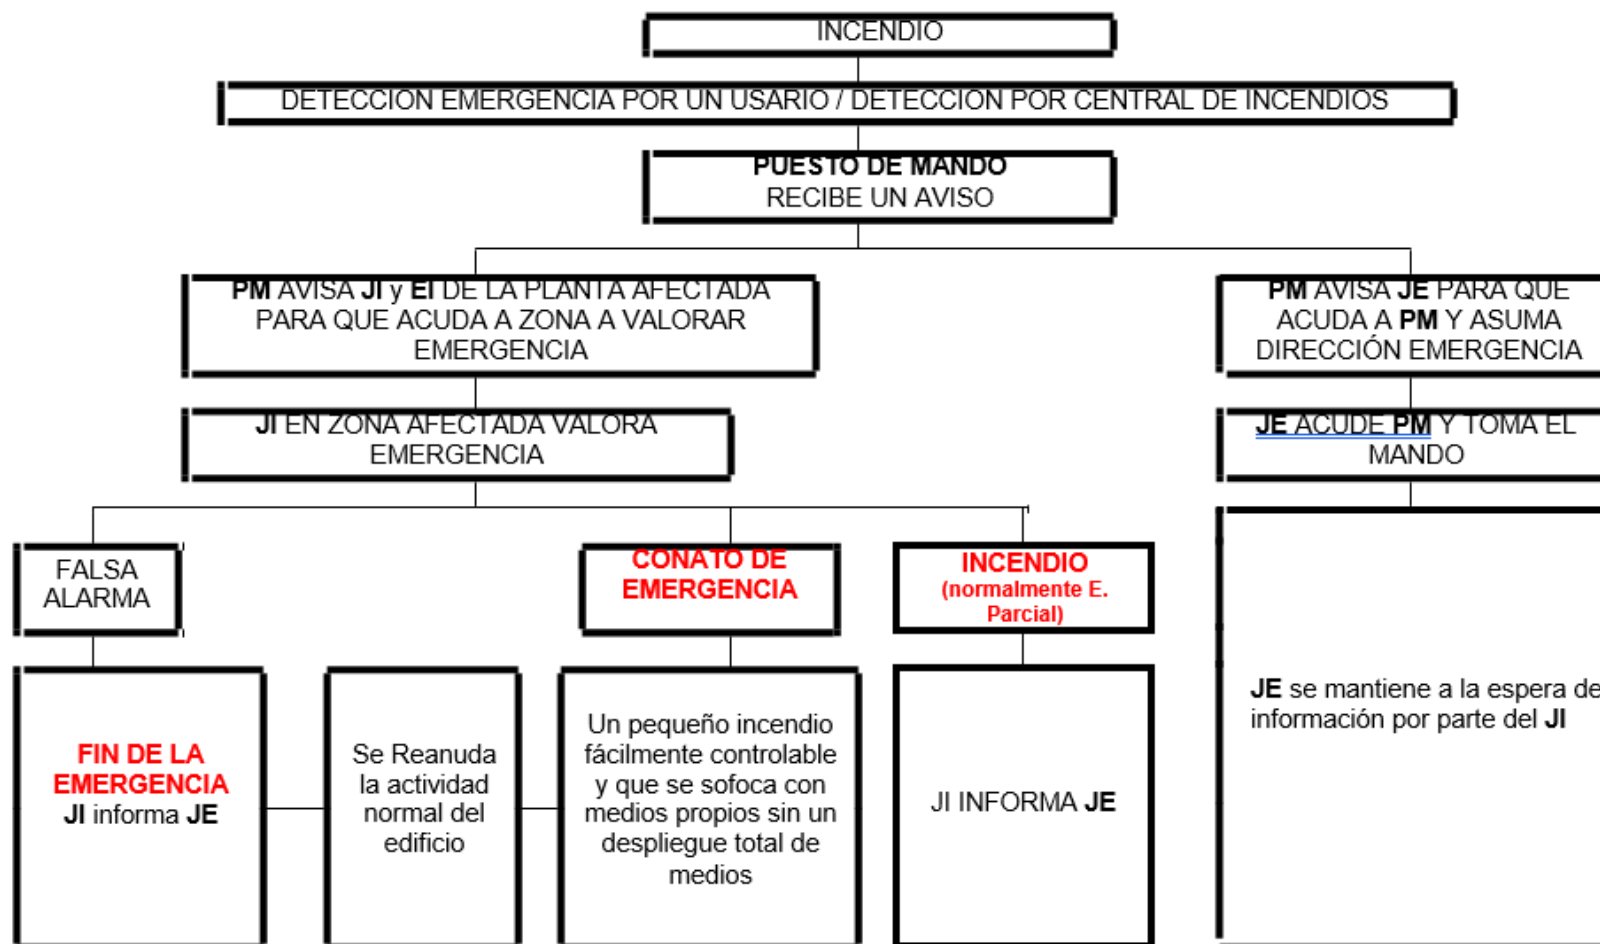 INCENDIO
DETECCION EMERGENCIA POR UN USARIO / DETECCION POR CENTRAL DE INCENDIOS
PUESTO DE MANDO
RECIBE UN AVISO
PM AVISA JI y EI DE LA PLANTA AFECTADA
PARA QUE ACUDA A ZONA A VALORAR
EMERGENCIA
PM AVISA JE PARA QUE
ACUDA A PM Y ASUMA
DIRECCIÓN EMERGENCIA
JI EN ZONA AFECTADA VALORA
EMERGENCIA
JE ACUDE PM Y TOMA EL
MANDO
FALSA
ALARMA
CONATO DE
EMERGENCIA
INCENDIO
(normalmente E.
Parcial)
FIN DE LA
EMERGENCIA
JI informa JE
Se Reanuda
la actividad
normal del
edificio
Un pequeño incendio
fácilmente controlable
y que se sofoca con
medios propios sin un
despliegue total de
medios
JI INFORMA JE
JE se mantiene a la espera de
información por parte del JI